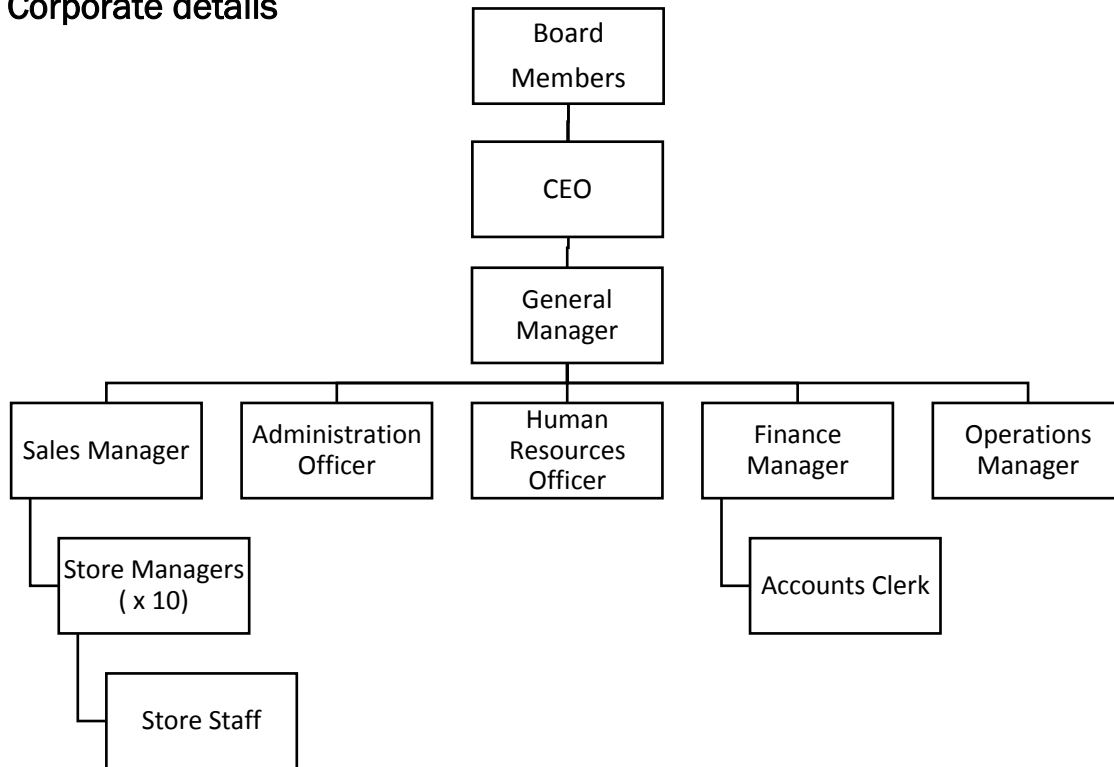 Corporate details
Board
Members
CEO
General
Manager
Sales Manager
Administration
Officer
Human
Resources
Officer
Finance
Manager
Operations
Manager
Store Managers
( x 10)
Accounts Clerk
Store Staff